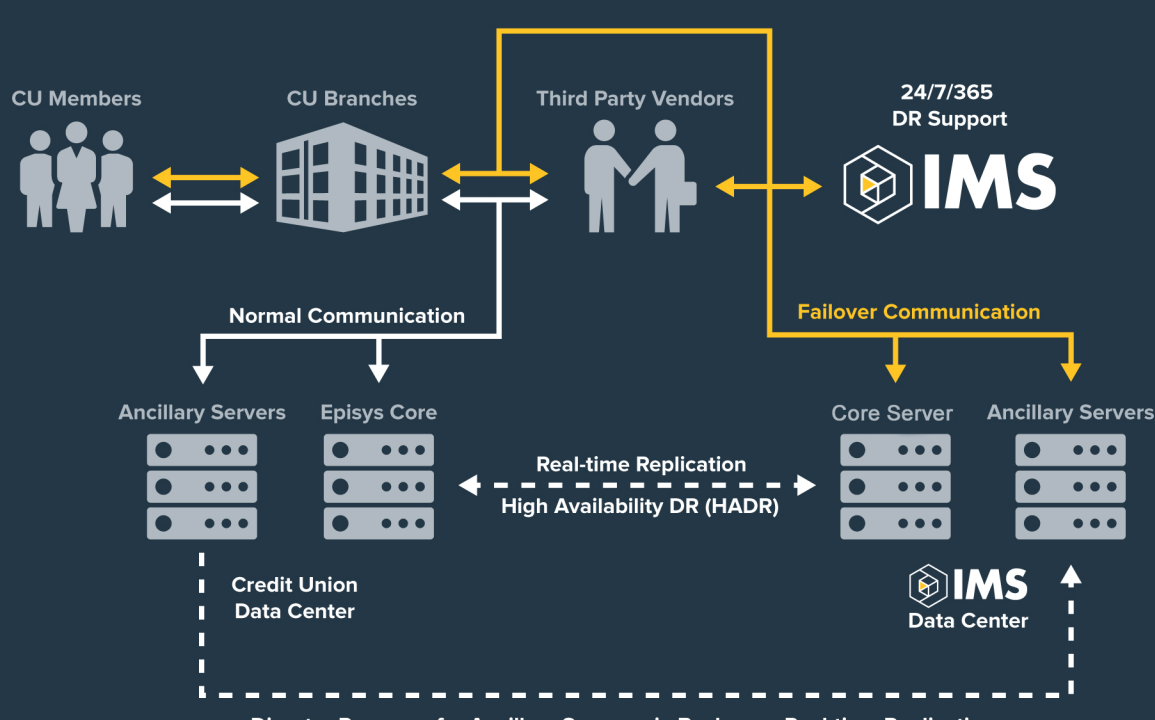 CU Members
CU Branches
Third Party Vendors
24/7/365
DR Support
IMS
Normal Communication
Failover Communication
Ancillary Servers
Episys Core
Core Server
Ancillary Servers
Real-time Replication
High Availability DR (HADR)
Credit Union
Data Center
IMS
Data Center